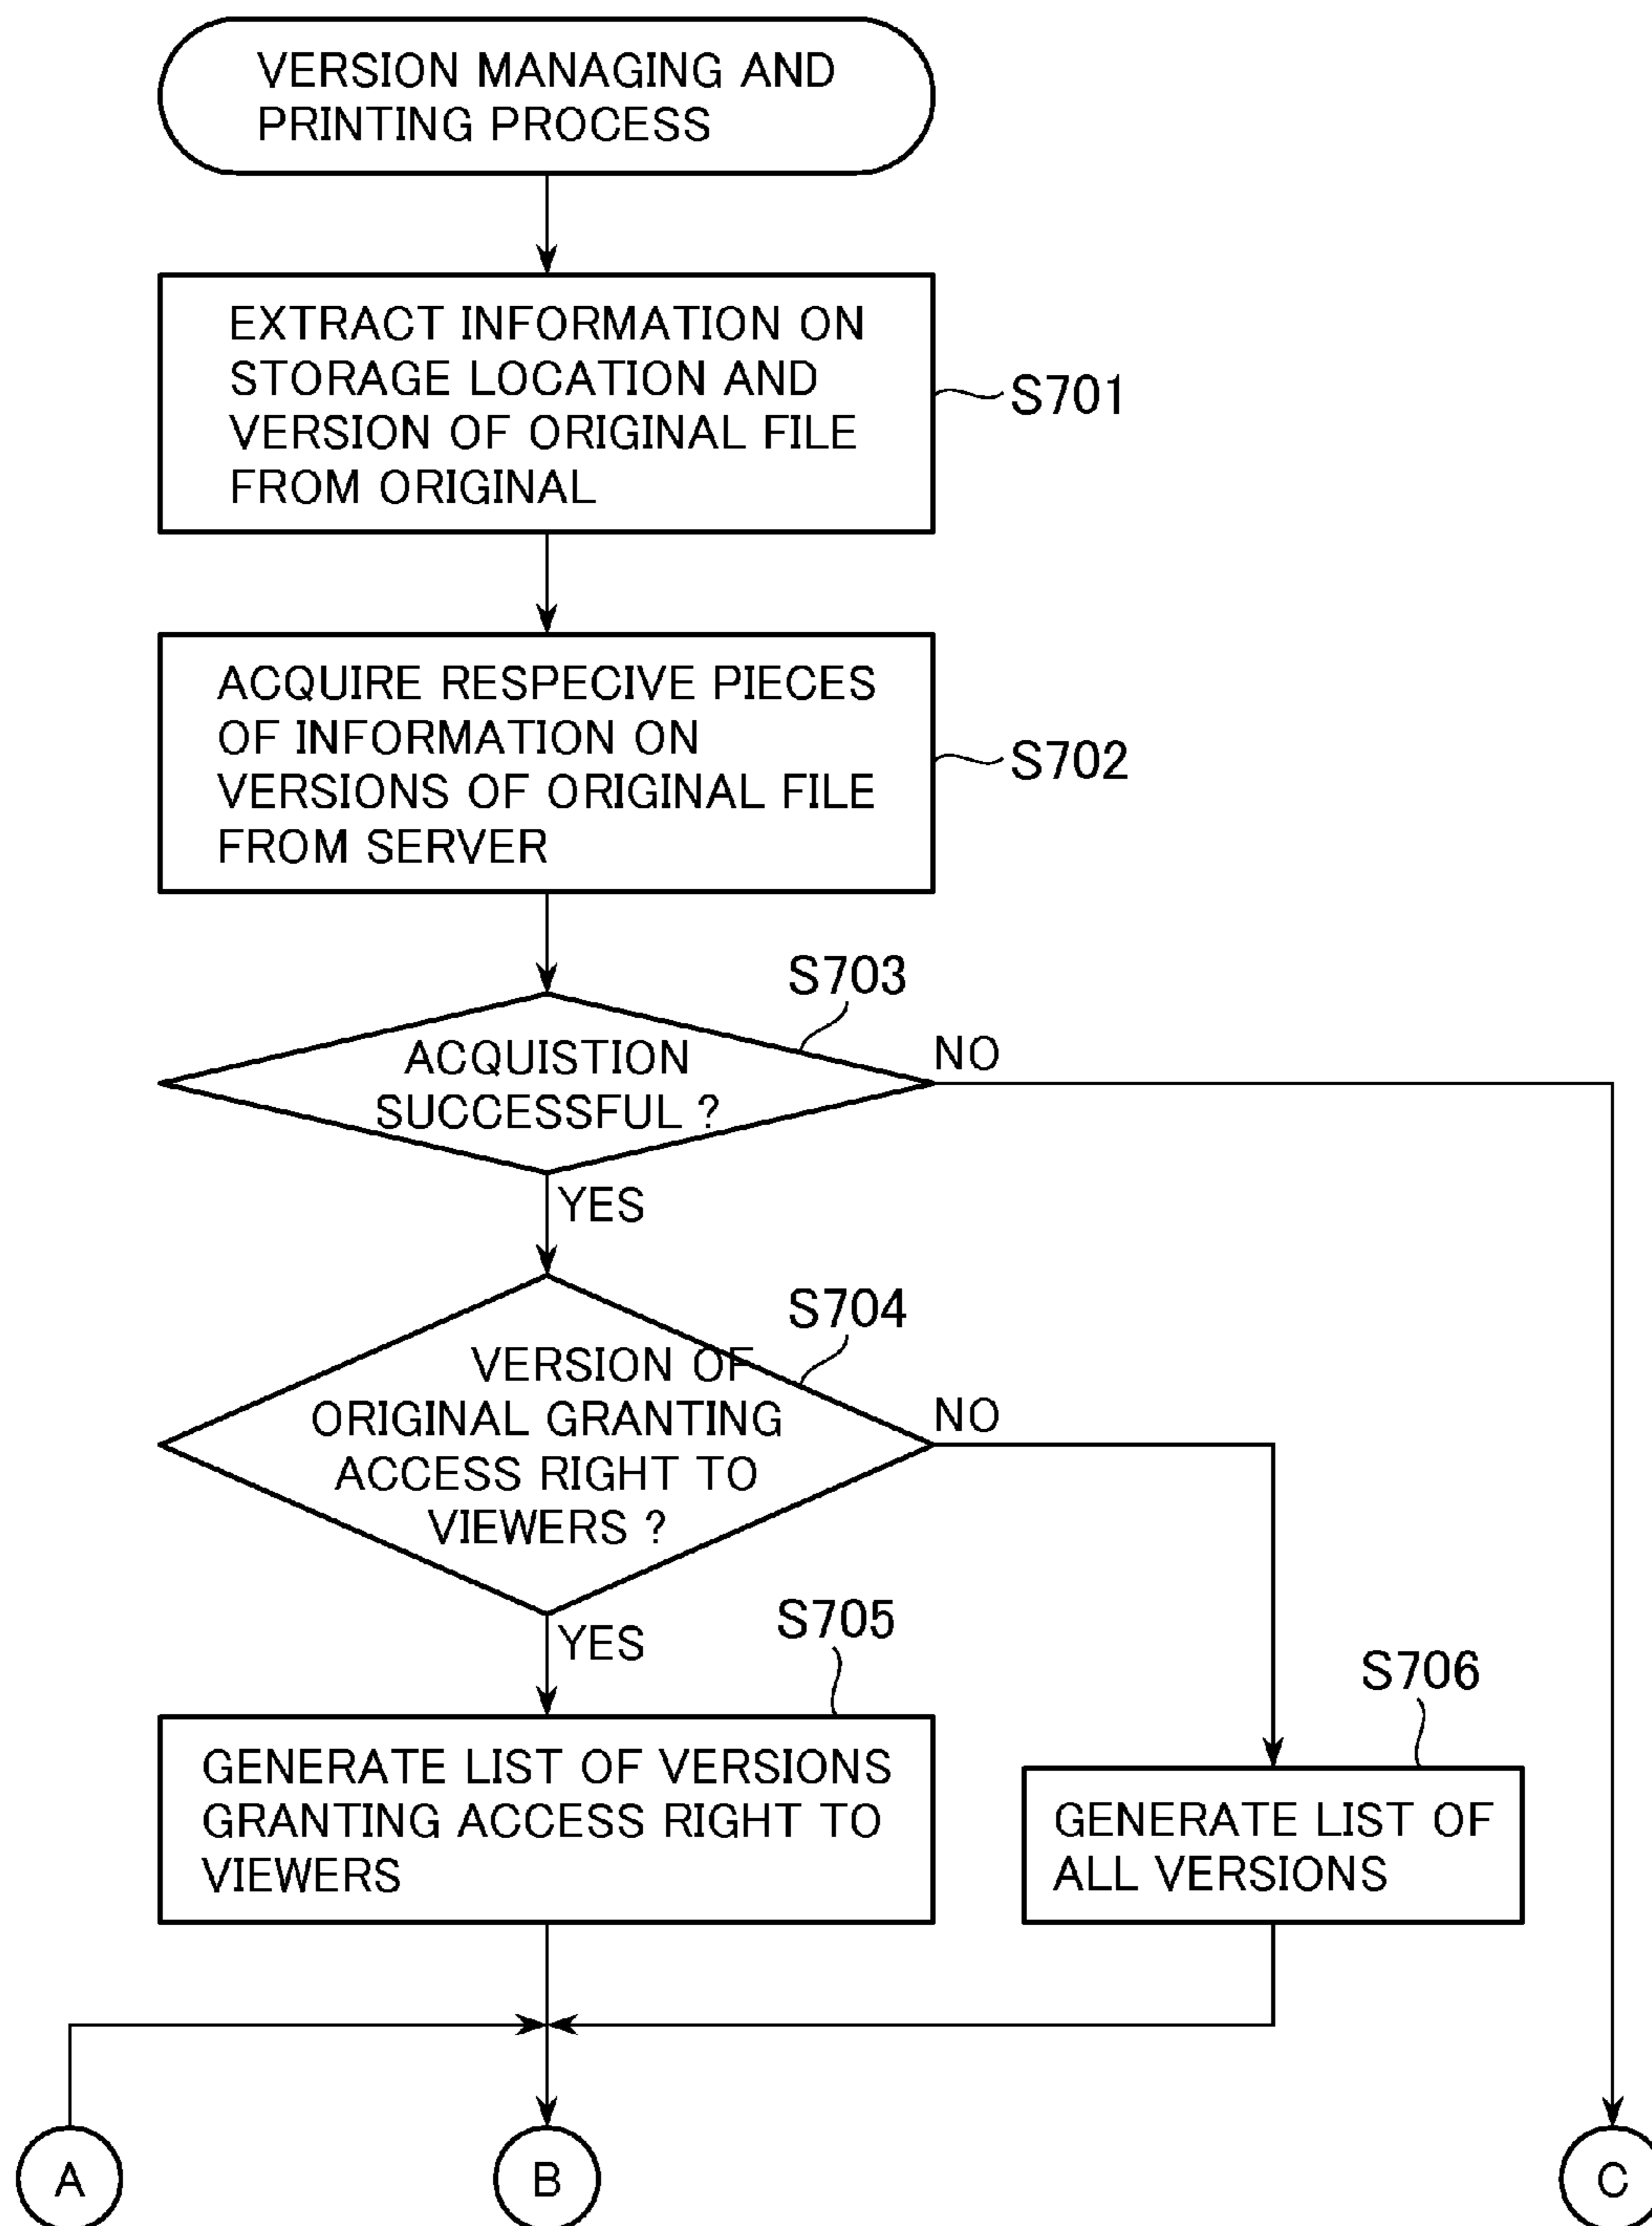 VERSION MANAGING AND
PRINTING PROCESS
EXTRACT INFORMATION ON
STORAGE LOCATION AND
VERSION OF ORIGINAL FILE
FROM ORIGINAL
S701
ACQUIRE RESPECIVE PIECES
OF INFORMATION ON
VERSIONS OF ORIGINAL FILE
FROM SERVER
S702
S703
ACQUISTION
SUCCESSFUL ?
NO
YES
S704
VERSION OF
ORIGINAL GRANTING
ACCESS RIGHT TO
VIEWERS ?
NO
YES
S705
GENERATE LIST OF VERSIONS
GRANTING ACCESS RIGHT TO
VIEWERS
S706
GENERATE LIST OF
ALL VERSIONS
A
B
C